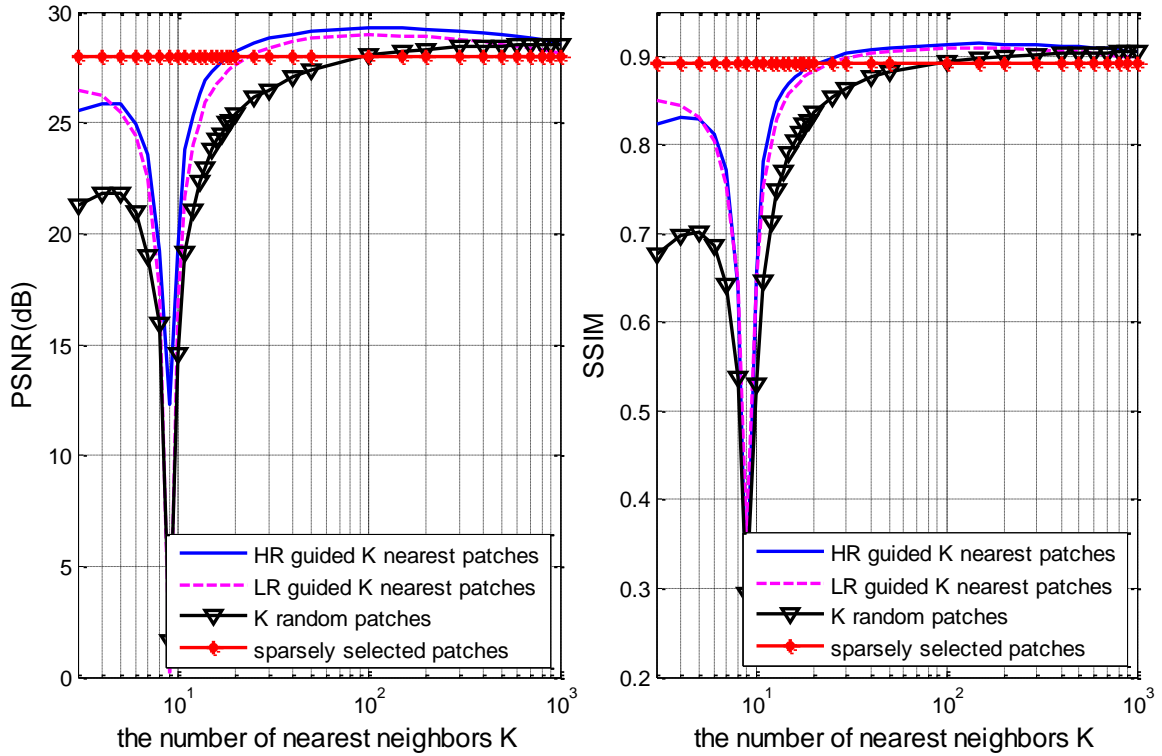 30
25
20
15
10
5
0
PSNR(dB)
10^1
10^2
10^3
the number of nearest neighbors K
HR guided K nearest patches
LR guided K nearest patches
K random patches
sparsely selected patches
0.9
0.8
0.7
0.6
0.5
0.4
0.3
0.2
SSIM
10^1
10^2
10^3
the number of nearest neighbors K
HR guided K nearest patches
LR guided K nearest patches
K random patches
sparsely selected patches